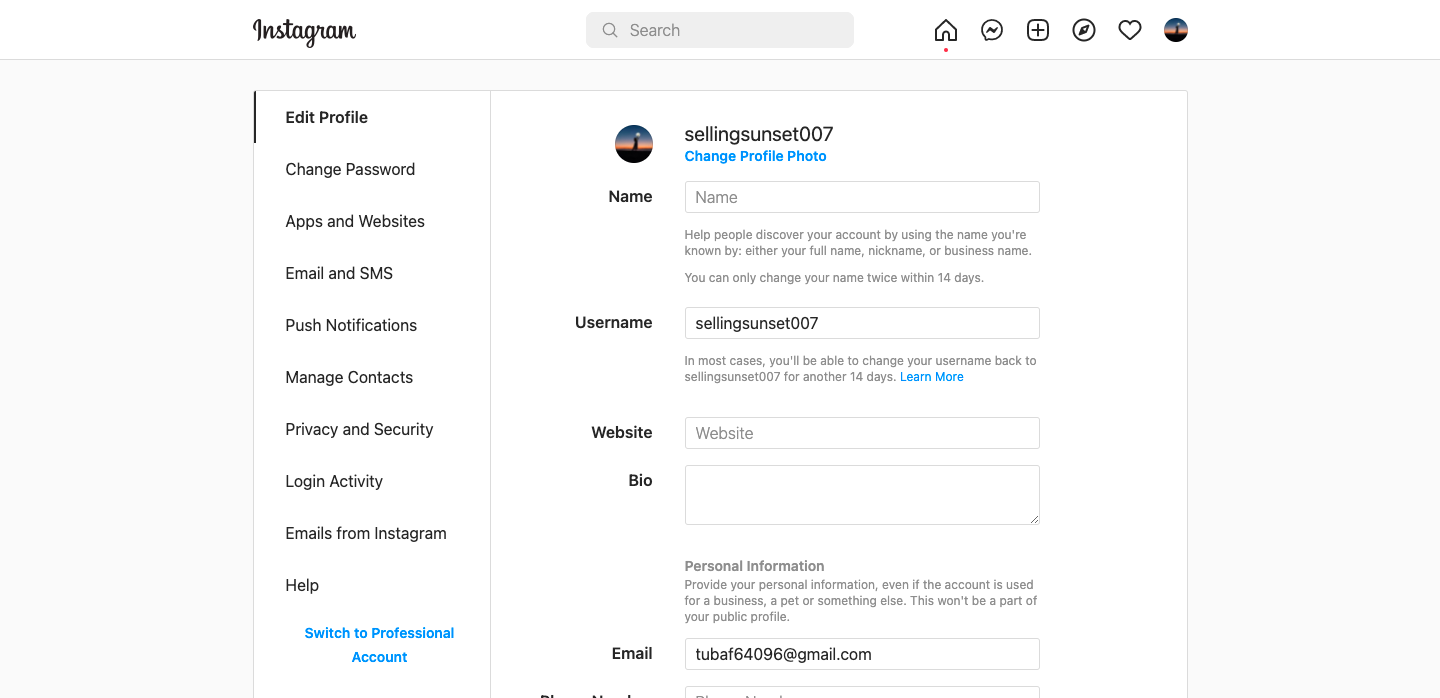 Instagram
Search
Edit Profile
Change Password
Apps and Websites
Email and SMS
Push Notifications
Manage Contacts
Privacy and Security
Login Activity
Emails from Instagram
Help
Switch to Professional
Account
sellingsunset007
Change Profile Photo
Name
Name
Help people discover your account by using the name you're
known by: either your full name, nickname, or business name.
You can only change your name twice within 14 days.
Username
sellingsunset007
In most cases, you'll be able to change your username back to
sellingsunset007 for another 14 days. Learn More
Website
Website
Bio
Personal Information
Provide your personal information, even if the account is used
for a business, a pet or something else. This won't be a part of
your public profile.
Email
tubaf64096@gmail.com